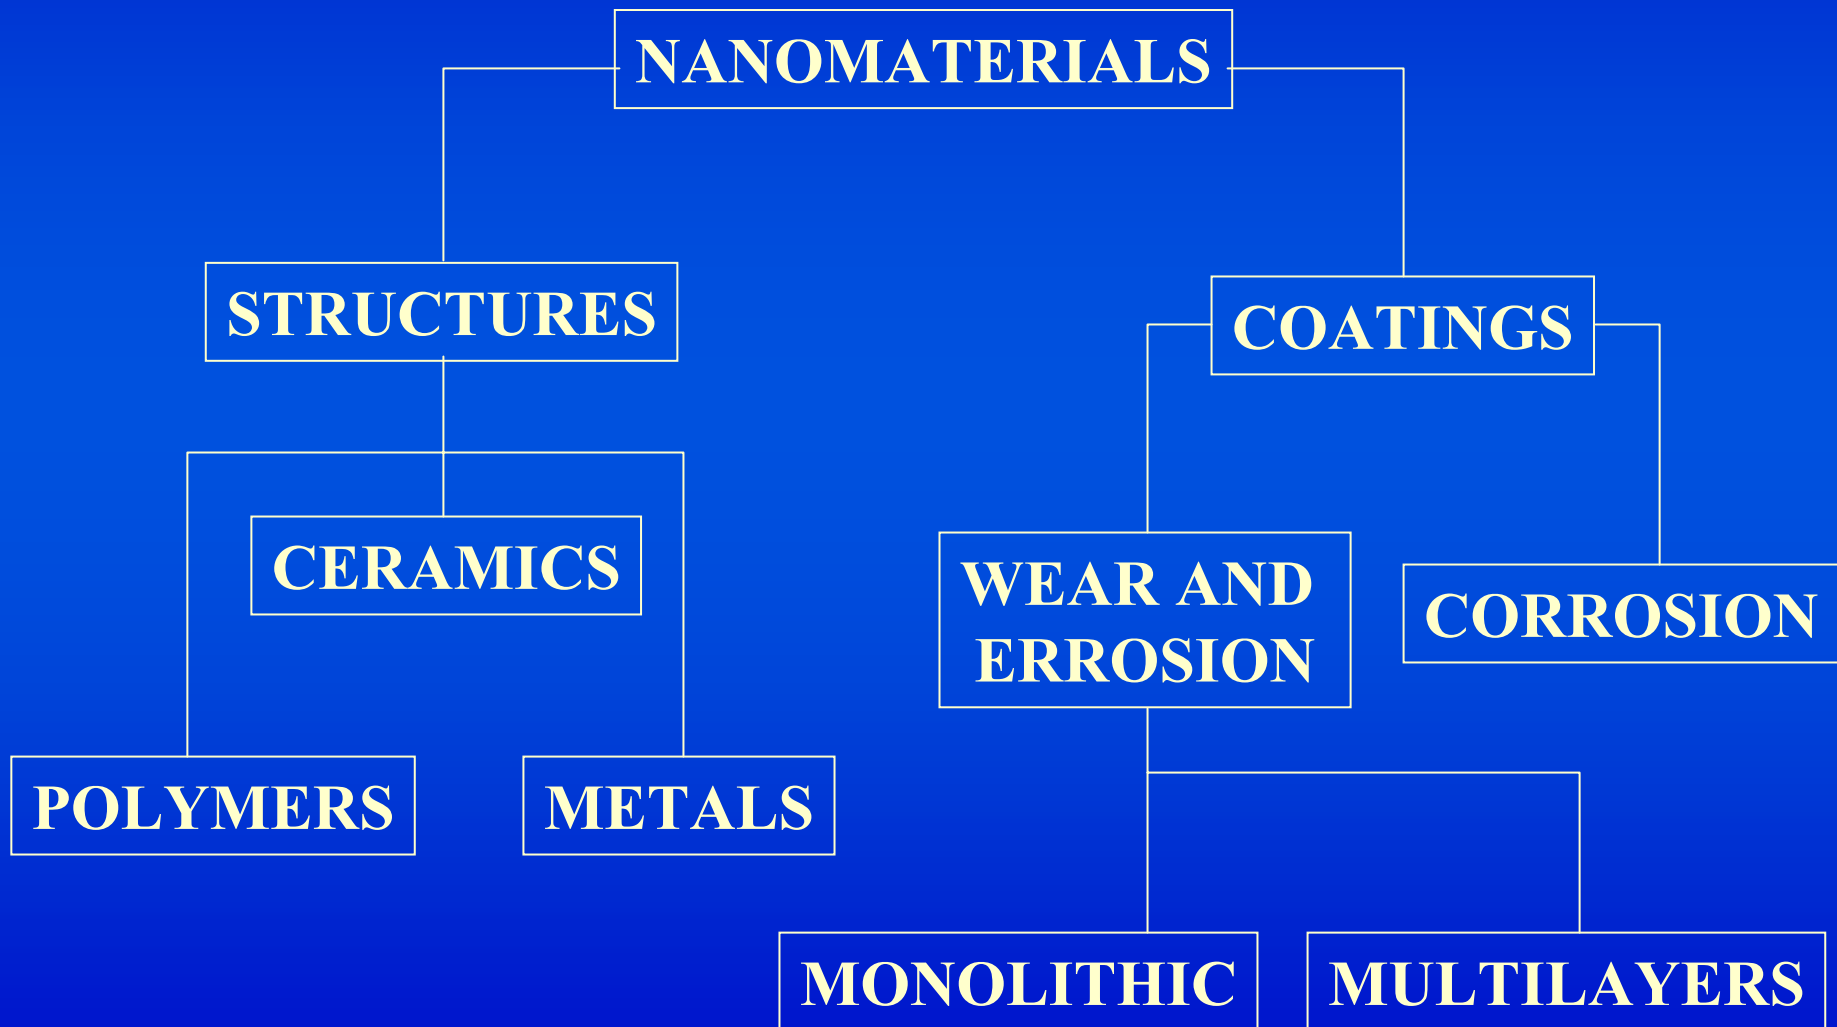 NANOMATERIALS
STRUCTURES
COATINGS
CERAMICS
WEAR AND
ERROSION
CORROSION
POLYMERS
METALS
MONOLITHIC
MULTILAYERS